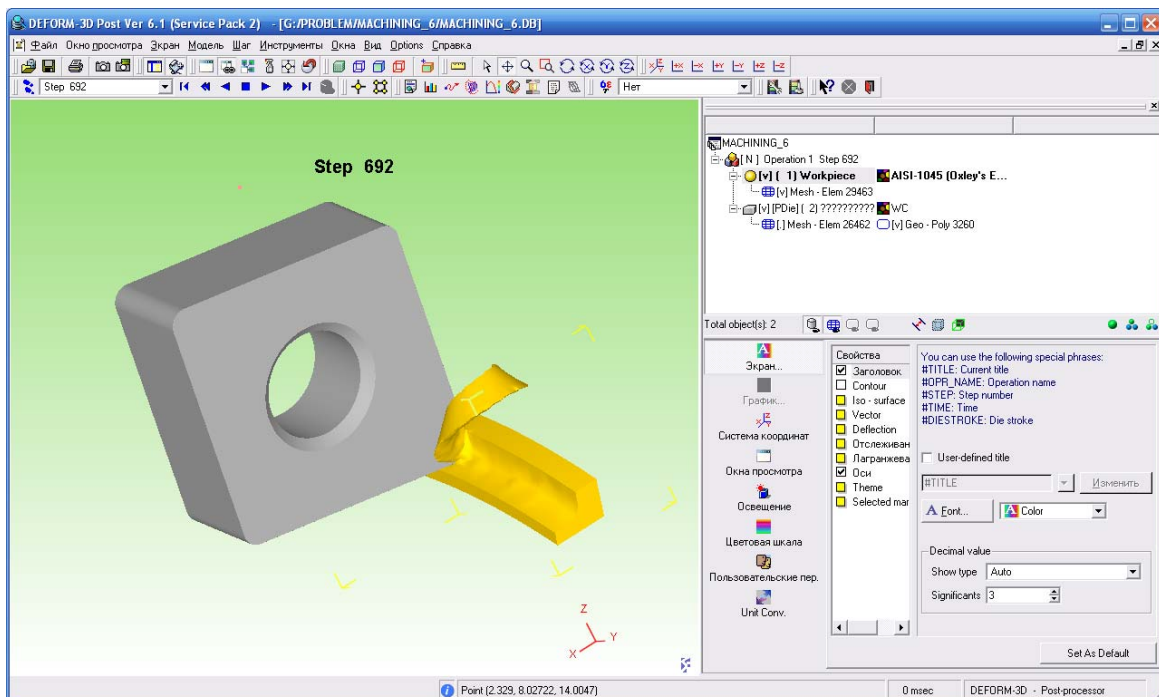 DEFORM-3D Post Ver 6.1 (Service Pack 2) - [G:/PROBLEM/MACHINING_6/MACHINING_6.DB]
Файл Окно просмотра Экран Модель Шаг Инструменты Окна Вид Options Справка
Step 692
Нет
Step 692
Z
Y
X
MACHINING_6
[ N ] Operation 1 Step 692
[v] ( 1) Workpiece AISI-1045 (Oxley's E...
[v] Mesh - Elem 29463
[v] [PDie] ( 2) ?????????? WC
[.] Mesh - Elem 26462 [v] Geo - Poly 3260
Total object(s): 2
Экран...
График...
Система координат
Окна просмотра
Освещение
Цветовая шкала
Пользовательские пер.
Unit Conv.
Свойства
Заголовок
Contour
Iso - surface
Vector
Deflection
Отслеживан
Лагранжева
Оси
Theme
Selected mar
You can use the following special phrases:
#TITLE: Current title
#OPR_NAME: Operation name
#STEP: Step number
#TIME: Time
#DIESTROKE: Die stroke
User-defined title
#TITLE
Изменить
A Font...
Color
Decimal value
Show type Auto
Significants 3
Set As Default
Point (2.329, 8.02722, 14.0047)
0 msec
DEFORM-3D - Post-processor